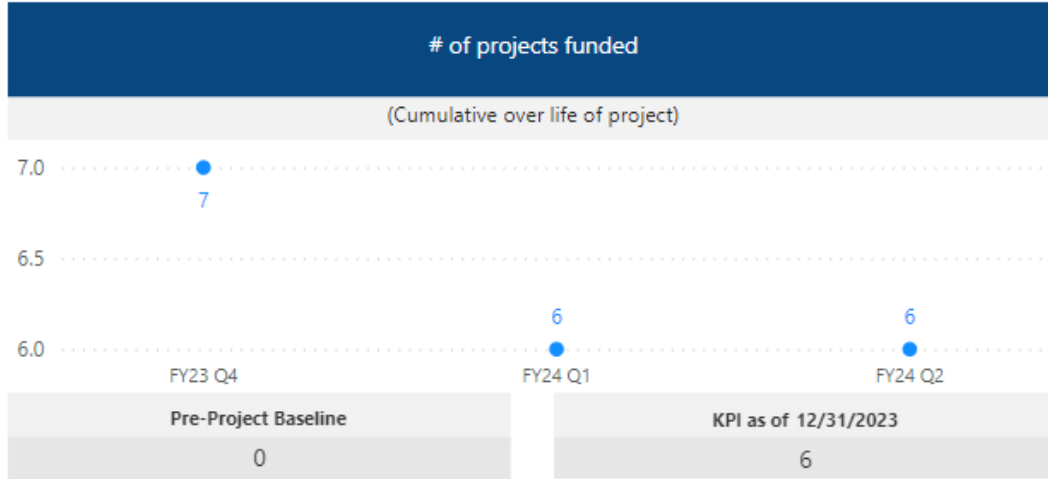 # of projects funded
(Cumulative over life of project)
7.0
7
6.5
6 6
6.0
FY23 Q4 FY24 Q1 FY24 Q2
Pre-Project Baseline KPI as of 12/31/2023
0 6